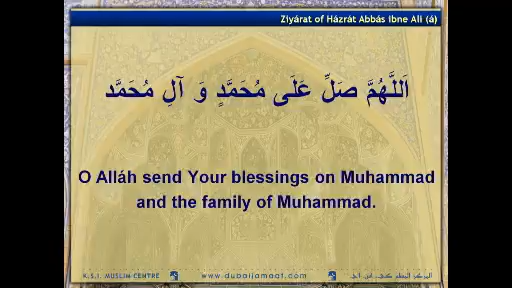 Ziyárat of Házrát Abbás Ibne Ali (á)
اَللَّهُمَّ صَلِّ عَلَى مُحَمَّدٍ وَ آلِ مُحَمَّد
O Alláh send Your blessings on Muhammad
and the family of Muhammad.
K.S.I. MUSLIM CENTRE
www.dubaijamaat.com